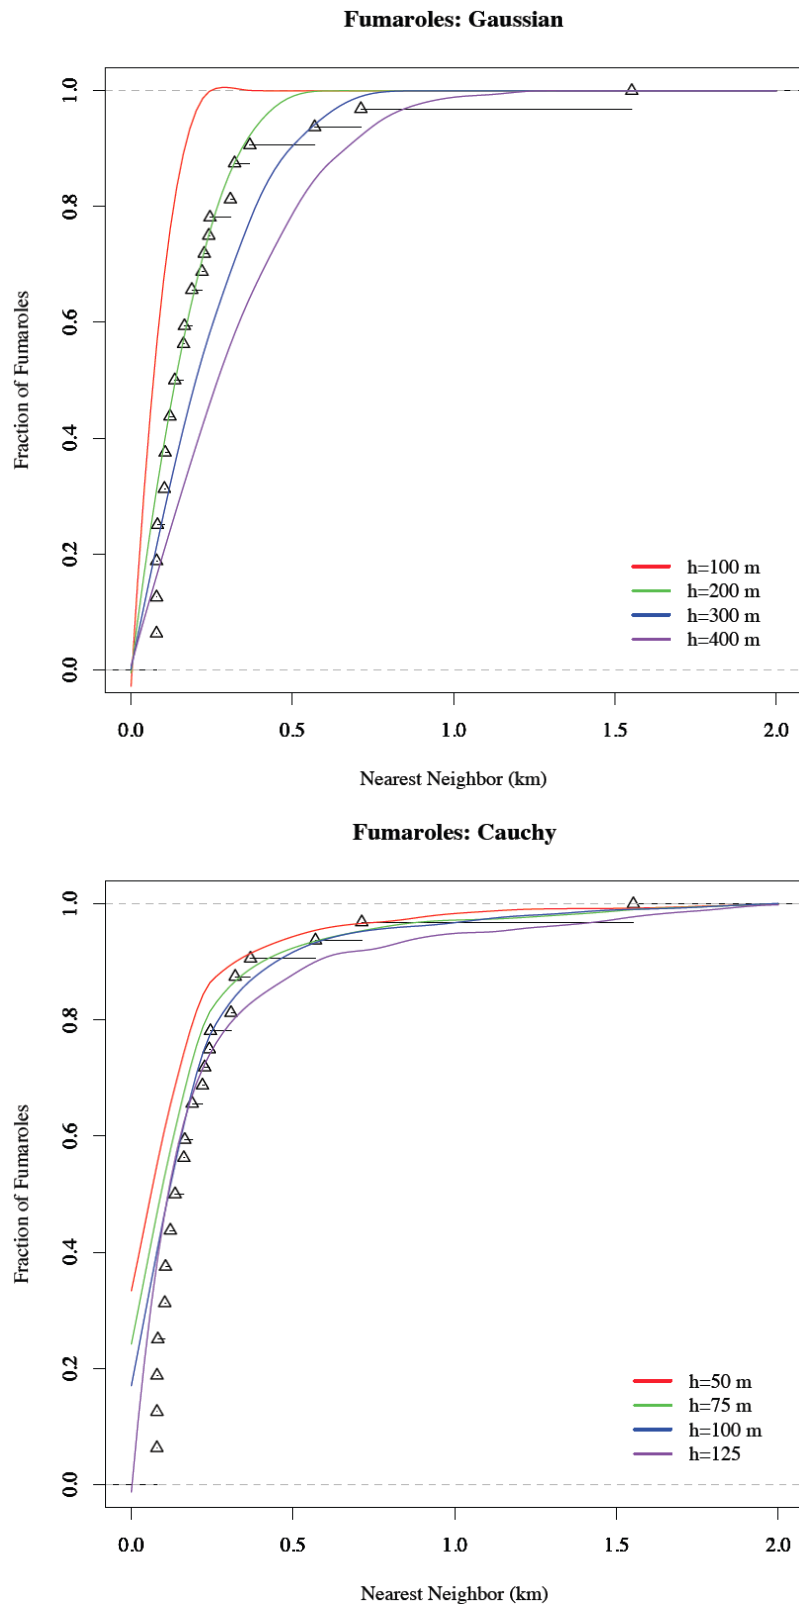 Fumaroles: Gaussian
Fraction of Fumaroles
1.0
0.8
0.6
0.4
0.2
0.0
h=100 m
h=200 m
h=300 m
h=400 m
0.0 0.5 1.0 1.5 2.0
Nearest Neighbor (km)
Fumaroles: Cauchy
Fraction of Fumaroles
1.0
0.8
0.6
0.4
0.2
0.0
h=50 m
h=75 m
h=100 m
h=125
0.0 0.5 1.0 1.5 2.0
Nearest Neighbor (km)